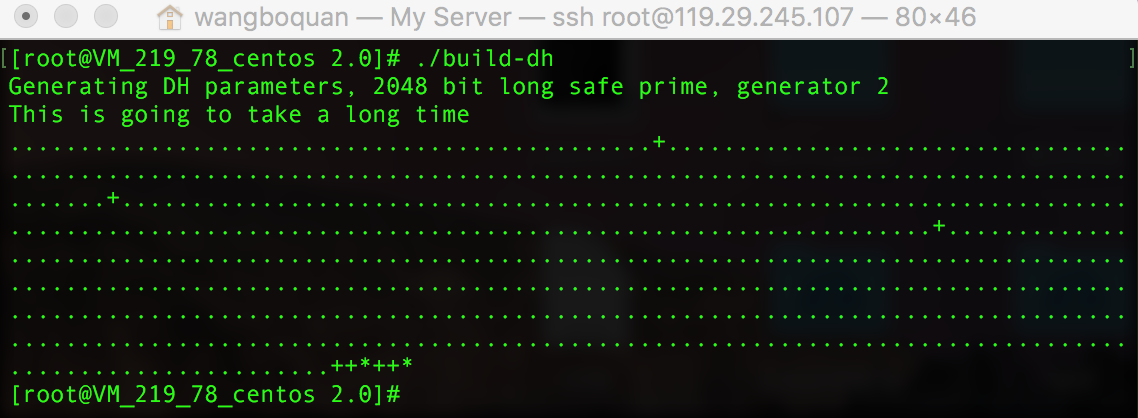 wangboquan — My Server — ssh root@119.29.245.107 — 80×46
[[root@VM_219_78_centos 2.0]# ./build-dh ]
Generating DH parameters, 2048 bit long safe prime, generator 2
This is going to take a long time
..............................................+.................................
................................................................................
.......+........................................................................
..................................................................+.............
................................................................................
................................................................................
................................................................................
................................................................................
.......................++*++*
[root@VM_219_78_centos 2.0]#